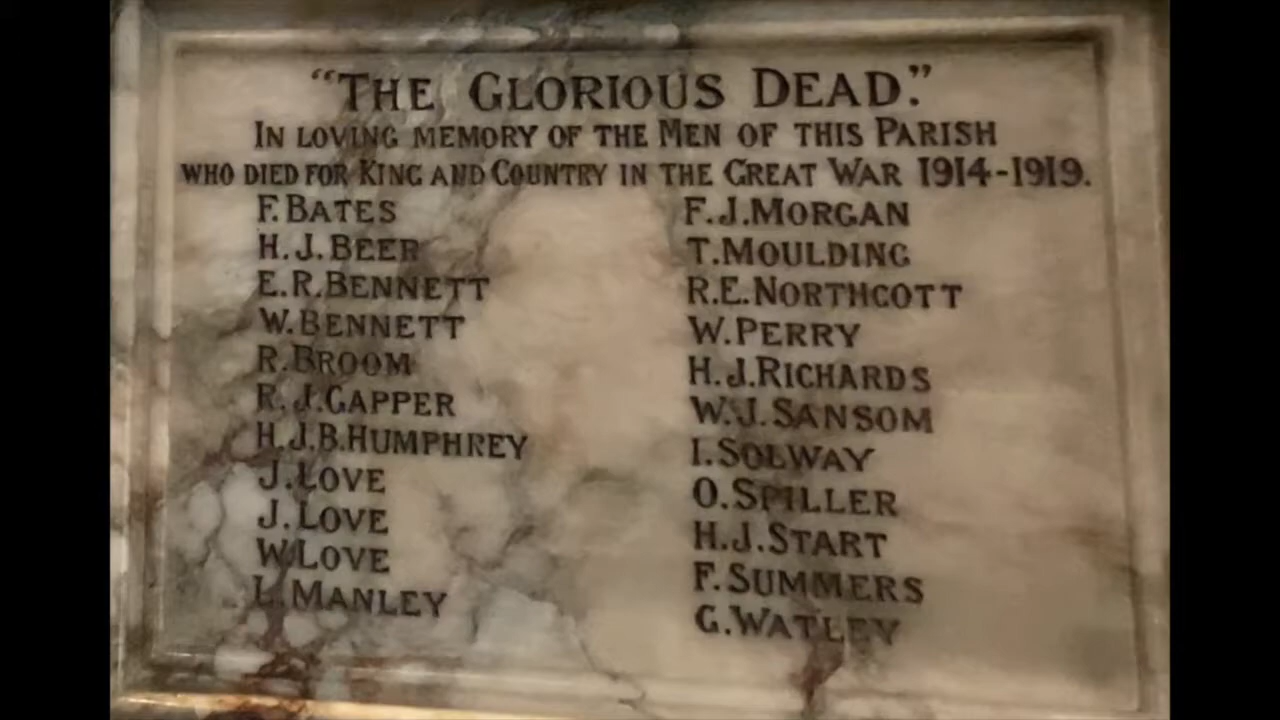 "THE GLORIOUS DEAD."
IN LOVING MEMORY OF THE MEN OF THIS PARISH
WHO DIED FOR KING AND COUNTRY IN THE GREAT WAR 1914-1919.
F. BATES
H. J. BEER
E. R. BENNETT
W. BENNETT
R. BROOM
R. J. GAPPER
H. J. B. HUMPHREY
J. LOVE
J. LOVE
W. LOVE
L. MANLEY
F. J. MORGAN
T. MOULDING
R. E. NORTHCOTT
W. PERRY
H. J. RICHARDS
W. J. SANSOM
I. SOLWAY
O. SPILLER
H. J. START
F. SUMMERS
G. WATLEY